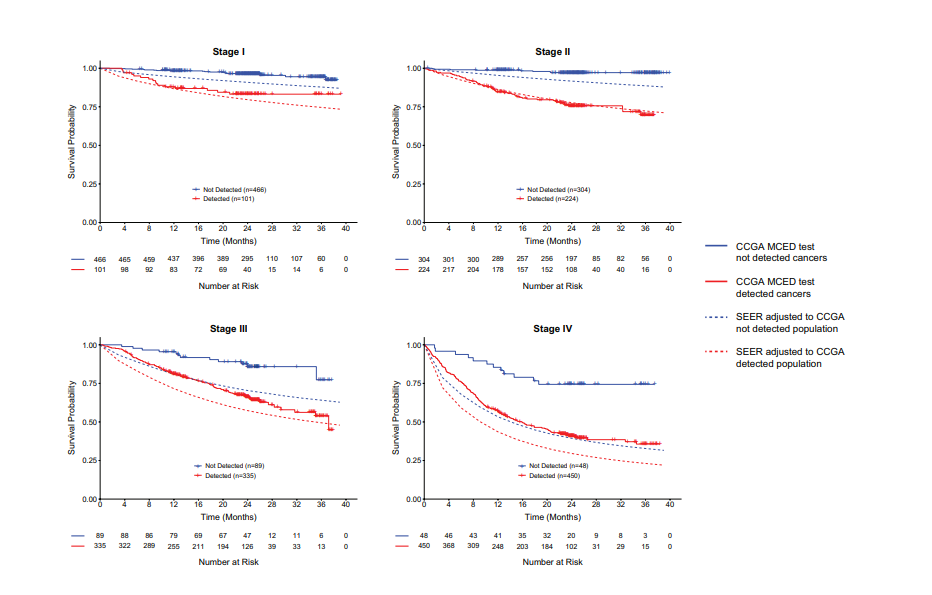 Stage I
Survival Probability
1.00
0.75
0.50
0.25
0.00
Not Detected (n=466)
Detected (n=101)
0 4 8 12 16 20 24 28 32 36 40
Time (Months)
466 465 459 437 396 389 295 110 107 60 0
101 98 92 83 72 69 40 15 14 6 0
Number at Risk
Stage II
Survival Probability
1.00
0.75
0.50
0.25
0.00
Not Detected (n=304)
Detected (n=224)
0 4 8 12 16 20 24 28 32 36 40
Time (Months)
304 301 300 289 257 256 197 85 82 56 0
224 217 204 178 157 152 108 40 40 16 0
Number at Risk
CCGA MCED test
not detected cancers
CCGA MCED test
detected cancers
SEER adjusted to CCGA
not detected population
SEER adjusted to CCGA
detected population
Stage III
Survival Probability
1.00
0.75
0.50
0.25
0.00
Not Detected (n=89)
Detected (n=335)
0 4 8 12 16 20 24 28 32 36 40
Time (Months)
89 88 86 79 69 67 47 12 11 6 0
335 322 289 255 211 194 126 39 33 13 0
Number at Risk
Stage IV
Survival Probability
1.00
0.75
0.50
0.25
0.00
Not Detected (n=48)
Detected (n=450)
0 4 8 12 16 20 24 28 32 36 40
Time (Months)
48 46 43 41 35 32 20 9 8 3 0
450 368 309 248 203 184 102 31 29 15 0
Number at Risk